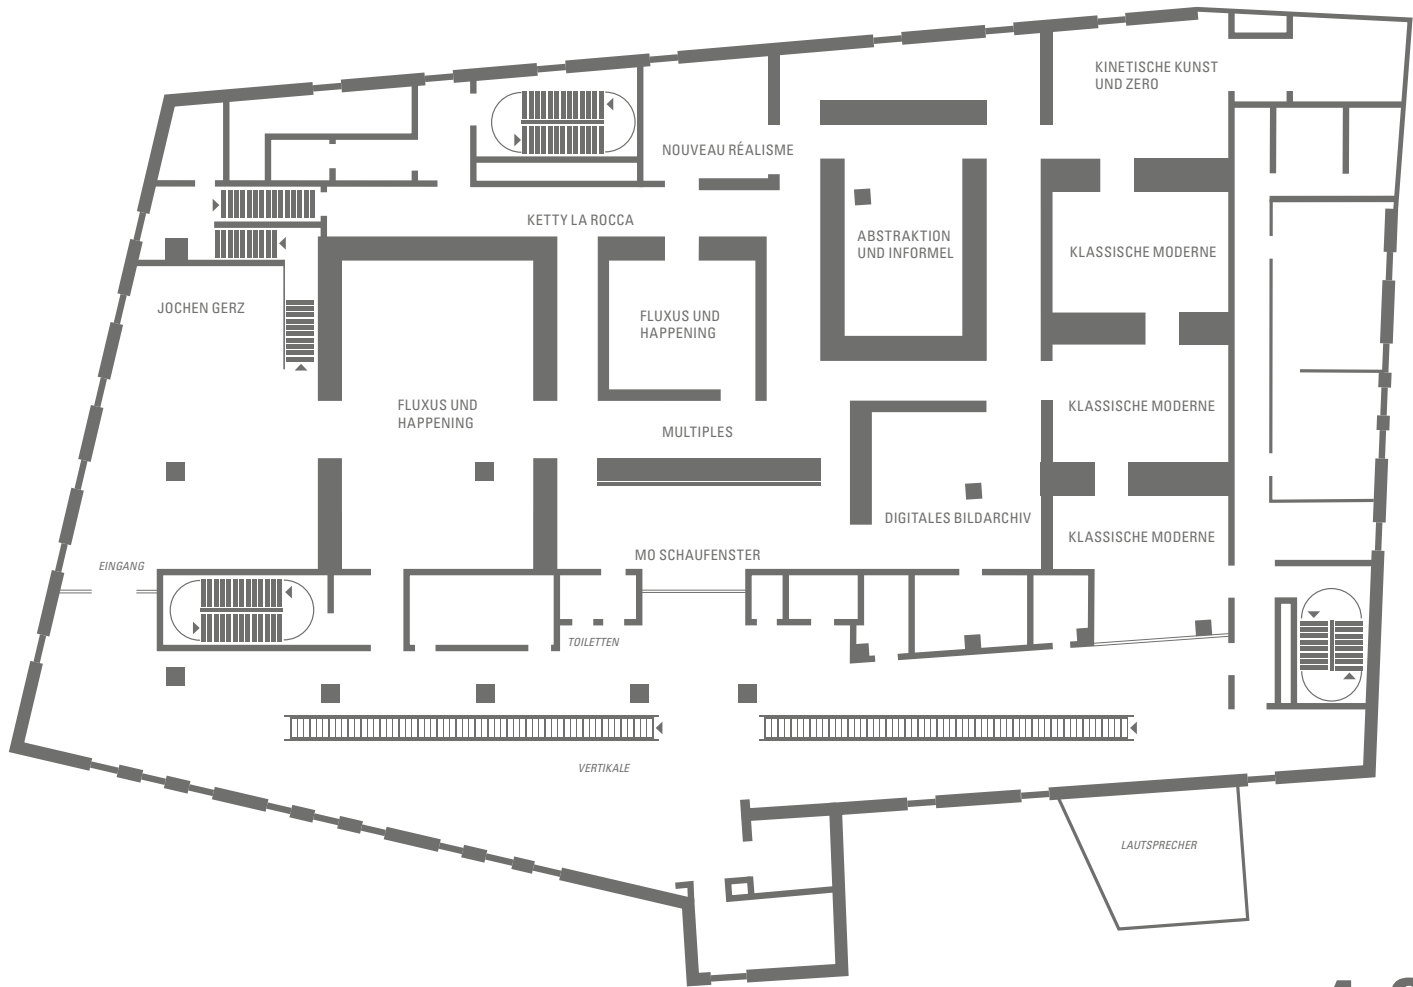 KINETISCHE KUNST
UND ZERO
NOUVEAU RÉALISME
KETTY LA ROCCA
ABSTRAKTION
UND INFORMEL
KLASSISCHE MODERNE
JOCHEN GERZ
FLUXUS UND
HAPPENING
FLUXUS UND
HAPPENING
KLASSISCHE MODERNE
MULTIPLES
DIGITALES BILDARCHIV
KLASSISCHE MODERNE
MO SCHAUFENSTER
EINGANG
TOILETTEN
VERTIKALE
LAUTSPRECHER